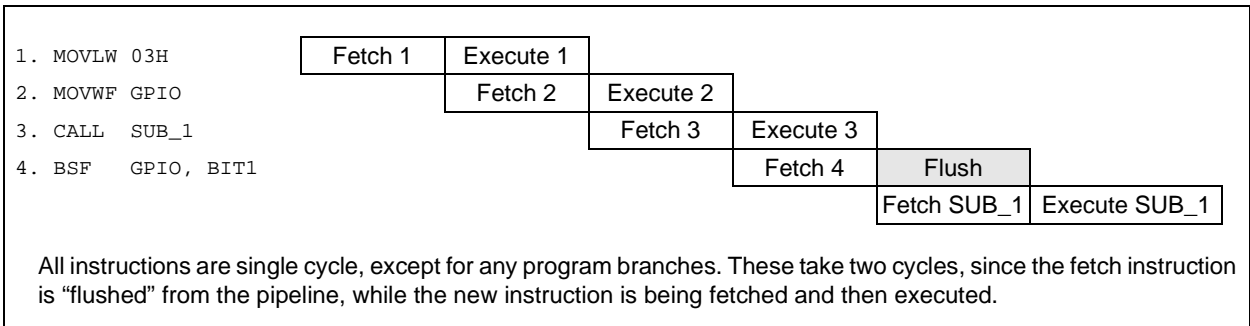 1. MOVLW 03H Fetch 1 Execute 1
2. MOVWF GPIO Fetch 2 Execute 2
3. CALL SUB_1 Fetch 3 Execute 3
4. BSF GPIO, BIT1 Fetch 4 Flush
Fetch SUB_1 Execute SUB_1
All instructions are single cycle, except for any program branches. These take two cycles, since the fetch instruction
is “flushed” from the pipeline, while the new instruction is being fetched and then executed.